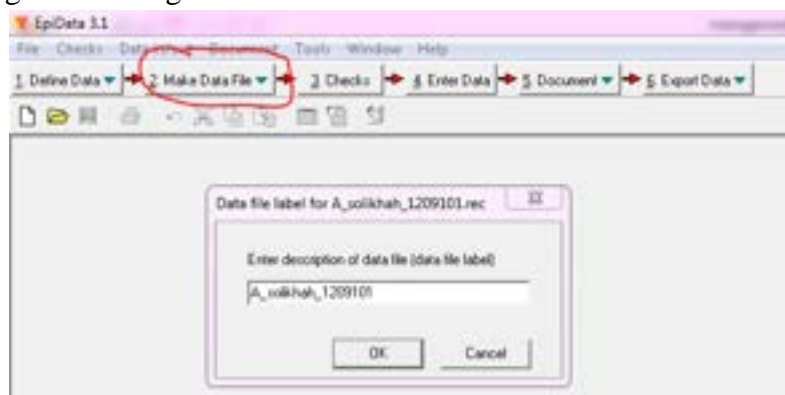 EpiData 3.1
File Checks Document Tools Window Help
1 Define Data 2 Make Data File 3 Checks 4 Enter Data 5 Document 6 Export Data
Data file label for A_solikhah_1209101.rec
Enter description of data file (data file label)
A_solikhah_1209101
OK Cancel